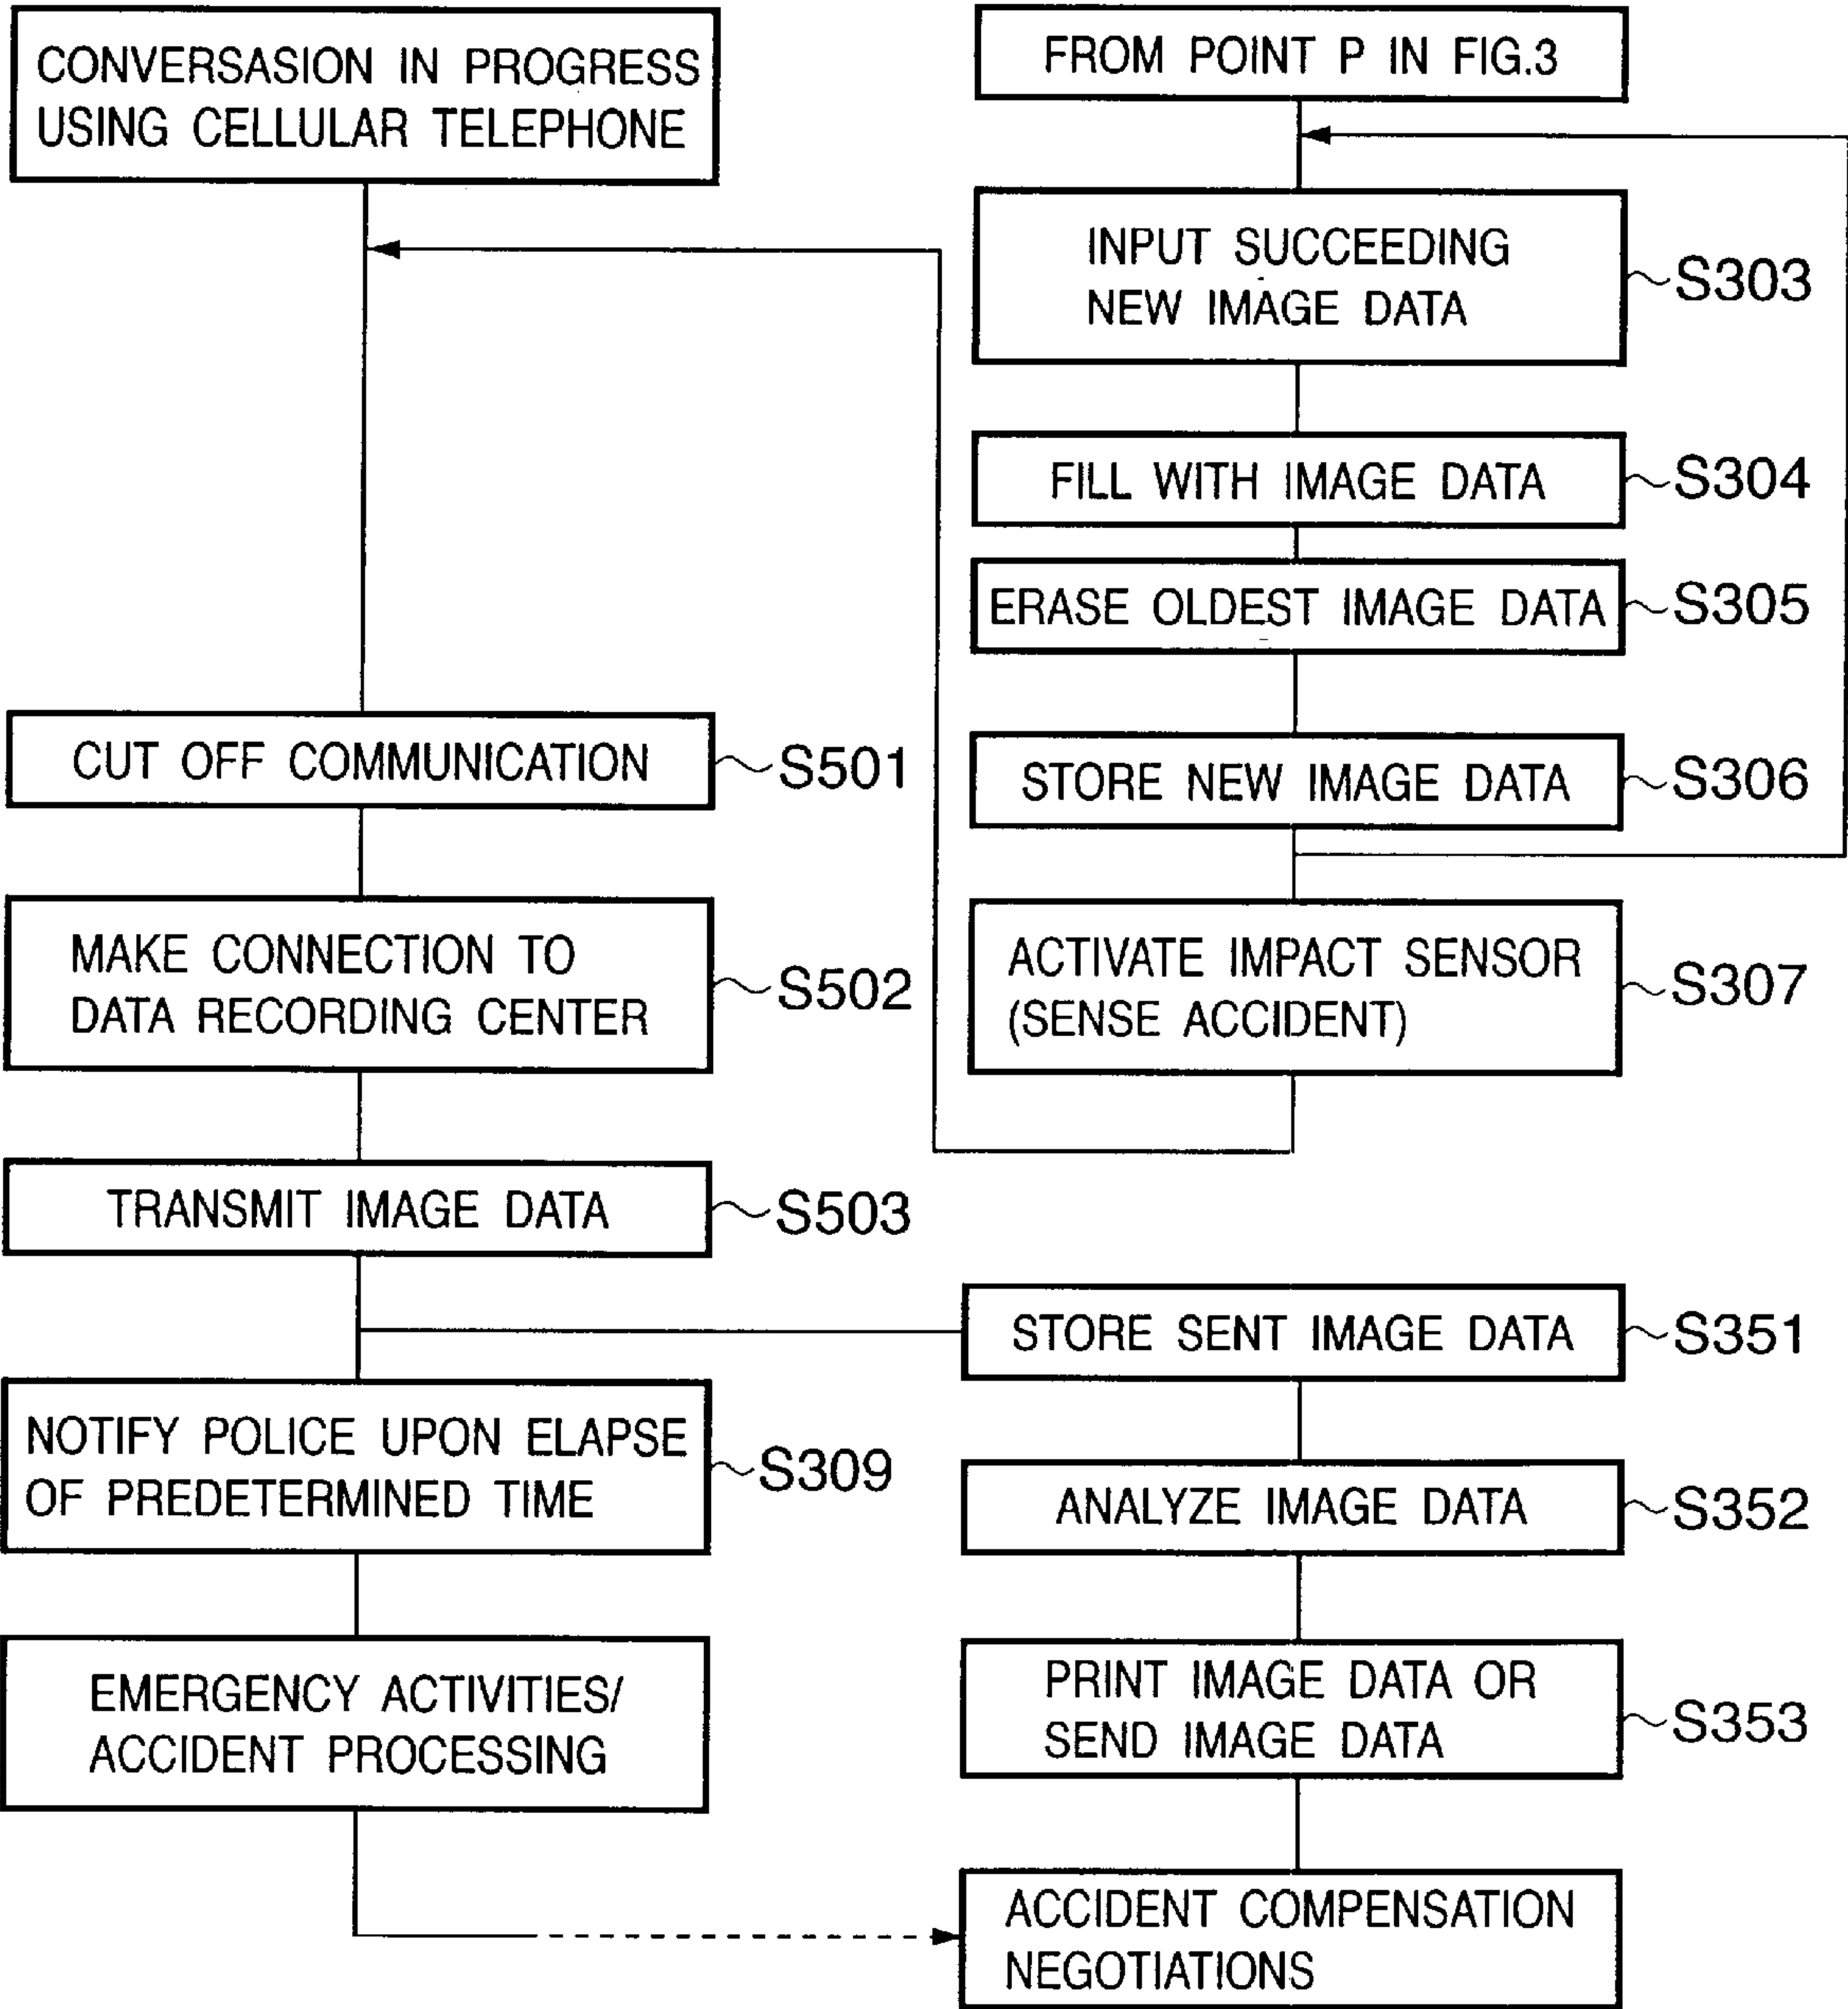 CONVERSASION IN PROGRESS
USING CELLULAR TELEPHONE
FROM POINT P IN FIG.3
INPUT SUCCEEDING
NEW IMAGE DATA
S303
FILL WITH IMAGE DATA
S304
ERASE OLDEST IMAGE DATA
S305
STORE NEW IMAGE DATA
S306
ACTIVATE IMPACT SENSOR
(SENSE ACCIDENT)
S307
CUT OFF COMMUNICATION
S501
MAKE CONNECTION TO
DATA RECORDING CENTER
S502
TRANSMIT IMAGE DATA
S503
STORE SENT IMAGE DATA
S351
NOTIFY POLICE UPON ELAPSE
OF PREDETERMINED TIME
S309
ANALYZE IMAGE DATA
S352
EMERGENCY ACTIVITIES/
ACCIDENT PROCESSING
PRINT IMAGE DATA OR
SEND IMAGE DATA
S353
ACCIDENT COMPENSATION
NEGOTIATIONS